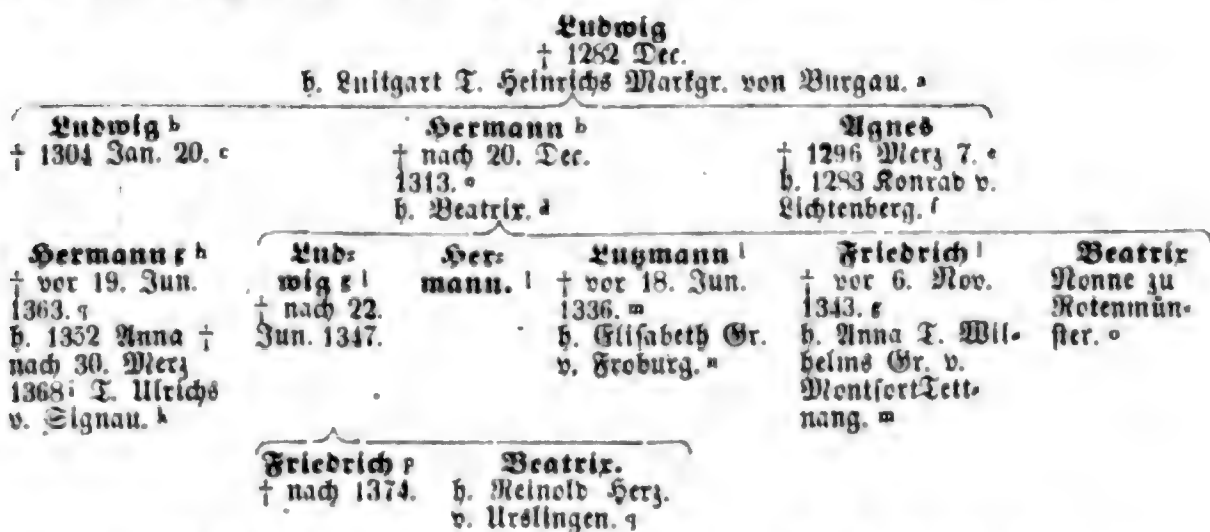 Ludwig
† 1282 Dec.
h. Luitgart T. Heinrichs Markgr. von Burgau. a
Ludwig b
† 1304 Jan. 20. c
Hermann b
† nach 20. Dec.
1313. e
h. Beatrix. d
Agnes
† 1296 Merz 7. e
h. 1283 Konrad v.
Lichtenberg. f
Hermann g h
† vor 19. Jun.
1363. q
h. 1352 Anna †
nach 30. Merz
1368 i T. Ulrichs
v. Signau. k
Lud-
wig g l
† nach 22.
Jun. 1347.
Her-
mann. l
Lutzmann l
† vor 18. Jun.
1336. m
h. Elisabeth Gr.
v. Froburg. n
Friedrich l
† vor 6. Nov.
1343. g
h. Anna T. Wil-
helms Gr. v.
MontfortTett-
nang. m
Beatrix
Nonne zu
Rotenmün-
ster. o
Friedrich p
† nach 1374.
Beatrix.
h. Reinold Herz.
v. Urslingen. q